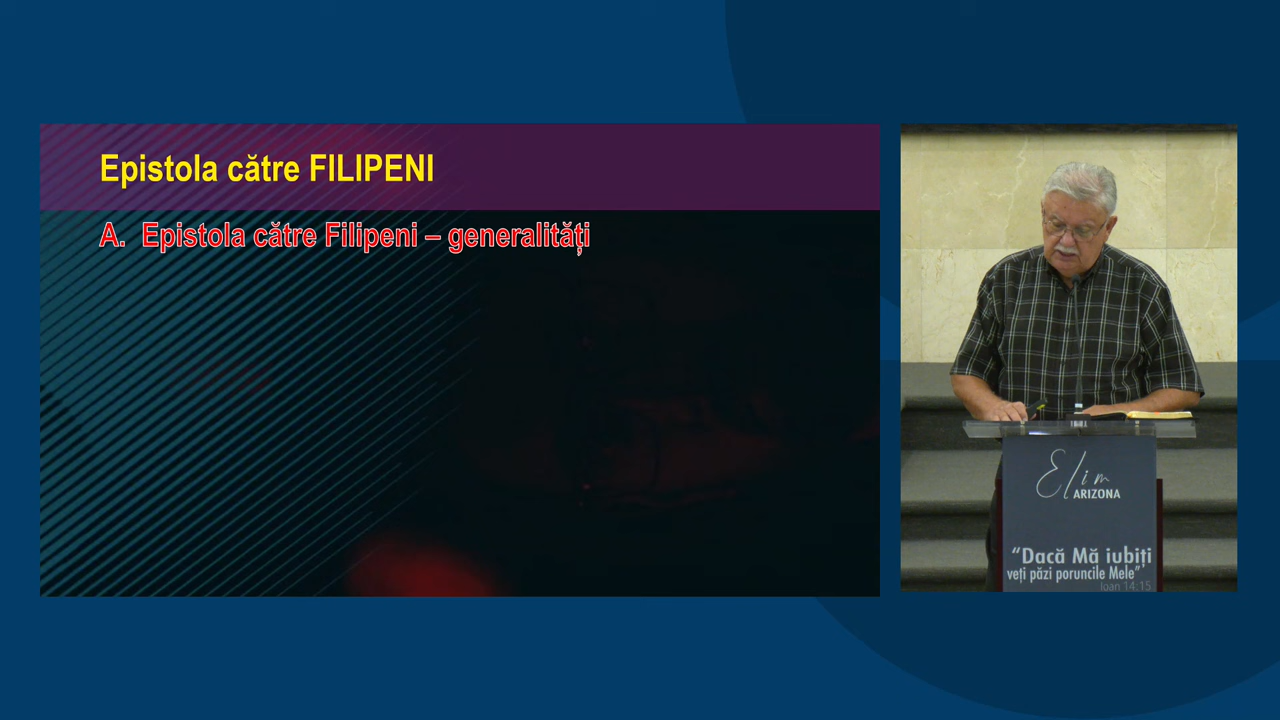 Epistola către FILIPENI
A. Epistola către Filipeni – generalități
Elim
ARIZONA
“Dacă Mă iubiți
veți păzi poruncile Mele”
Ioan 14:15